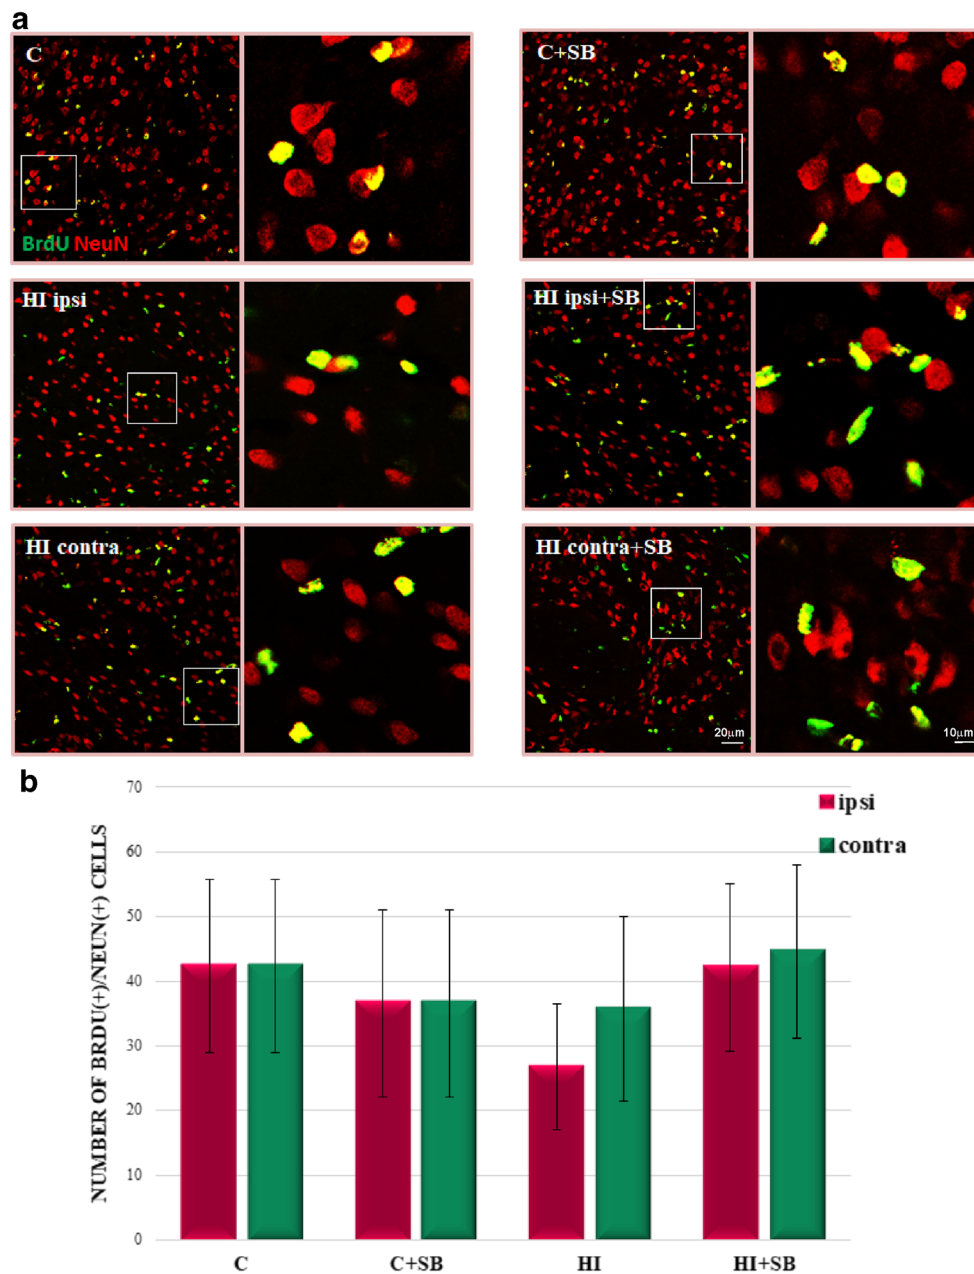 a
C
C+SB
BrdU NeuN
HI ipsi
HI ipsi+SB
HI contra
HI contra+SB
20μm
10μm
b
70
60
50
40
30
20
10
0
NUMBER OF BRDU(+)/NEUN(+) CELLS
ipsi
contra
C
C+SB
HI
HI+SB